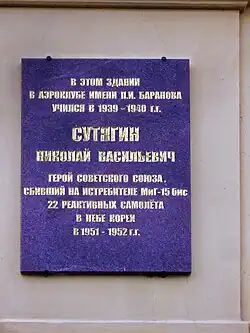 В ЭТОМ ЗДАНИИ
В АЭРОКЛУБЕ ИМЕНИ П.И. БАРАНОВА
УЧИЛСЯ В 1939 - 1940 г.г.
СУТЯГИН
НИКОЛАЙ ВАСИЛЬЕВИЧ
ГЕРОЙ СОВЕТСКОГО СОЮЗА,
СБИВШИЙ НА ИСТРЕБИТЕЛЕ МиГ-15 бис
22 РЕАКТИВНЫХ САМОЛЁТА
В НЕБЕ КОРЕИ
В 1951 - 1952 г.г.